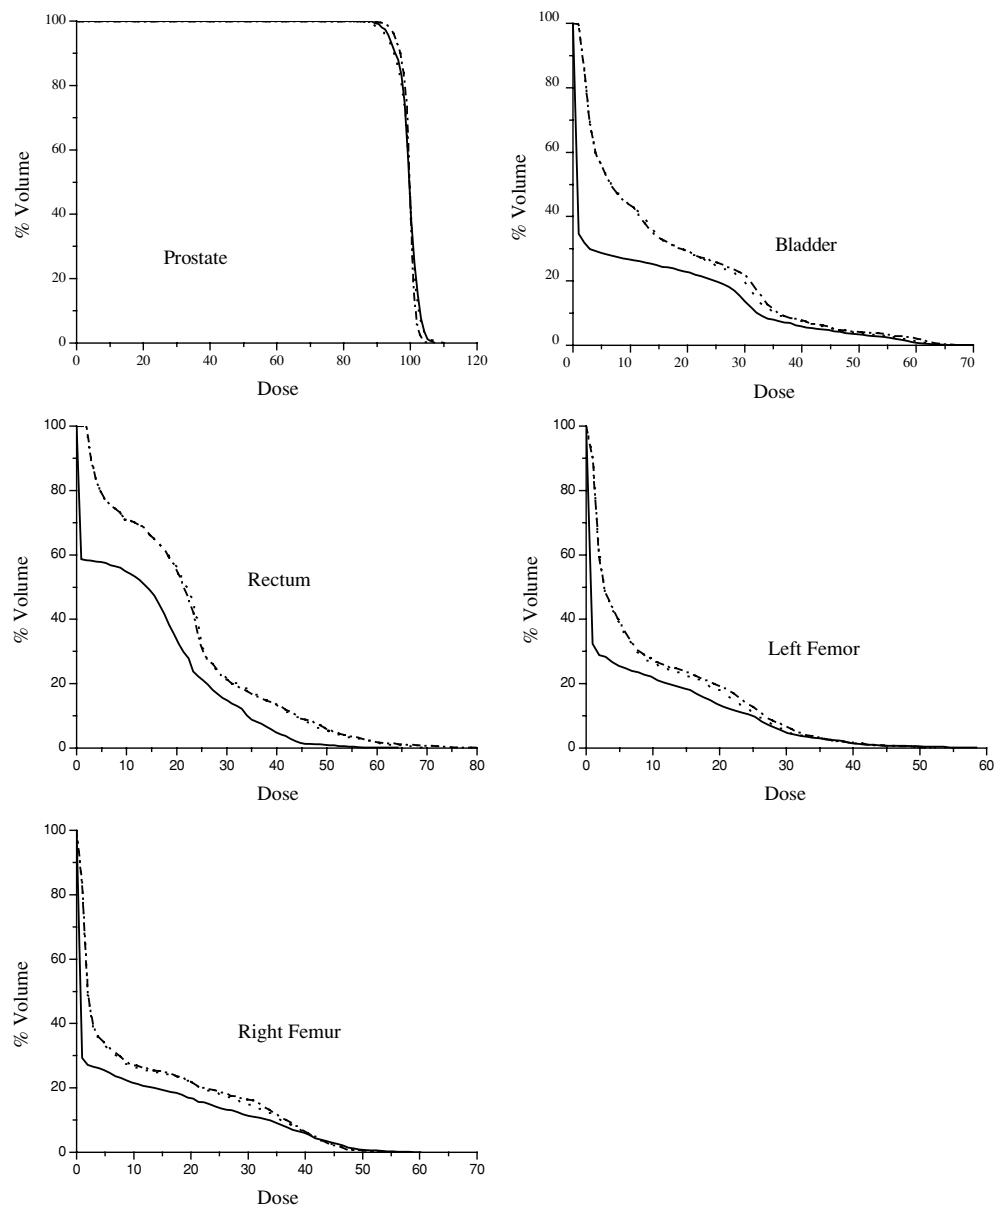 100
80
60
40
20
0
% Volume
Prostate
0 20 40 60 80 100 120
Dose
100
80
60
40
20
0
% Volume
Bladder
0 10 20 30 40 50 60 70
Dose
100
80
60
40
20
0
% Volume
Rectum
0 10 20 30 40 50 60 70 80
Dose
100
80
60
40
20
0
% Volume
Left Femor
0 10 20 30 40 50 60
Dose
100
80
60
40
20
0
% Volume
Right Femur
0 10 20 30 40 50 60 70
Dose